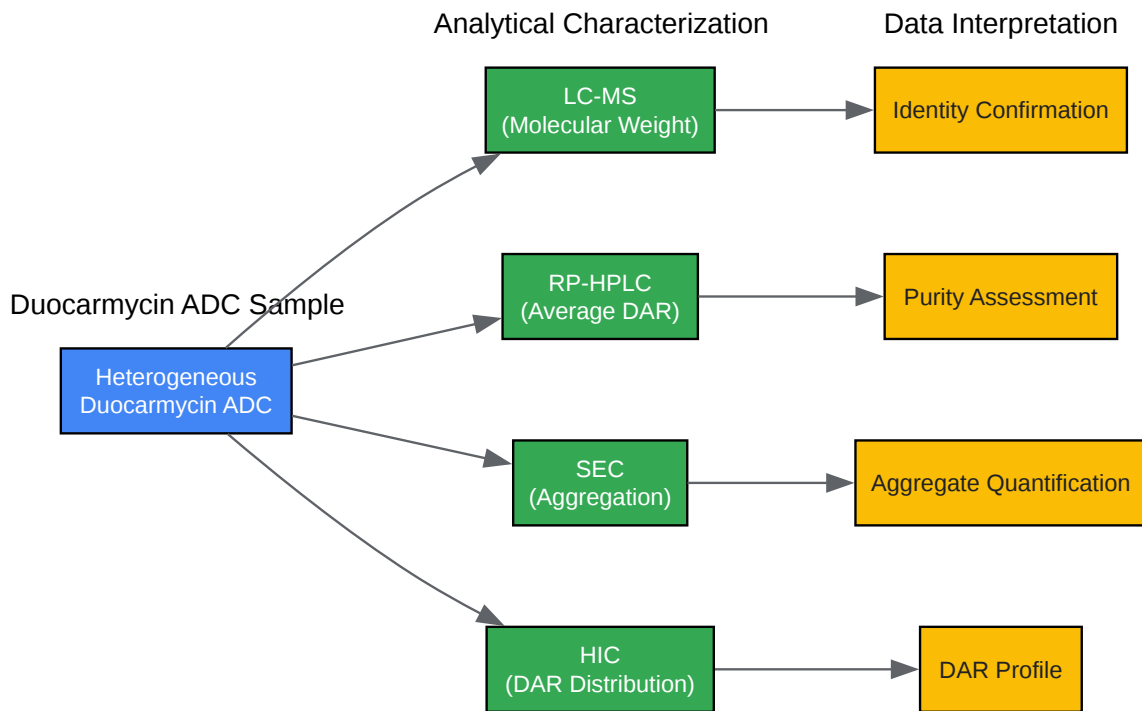 Analytical Characterization
Data Interpretation
LC-MS
(Molecular Weight)
Identity Confirmation
RP-HPLC
(Average DAR)
Purity Assessment
Duocarmycin ADC Sample
Heterogeneous
Duocarmycin ADC
SEC
(Aggregation)
Aggregate Quantification
HIC
(DAR Distribution)
DAR Profile